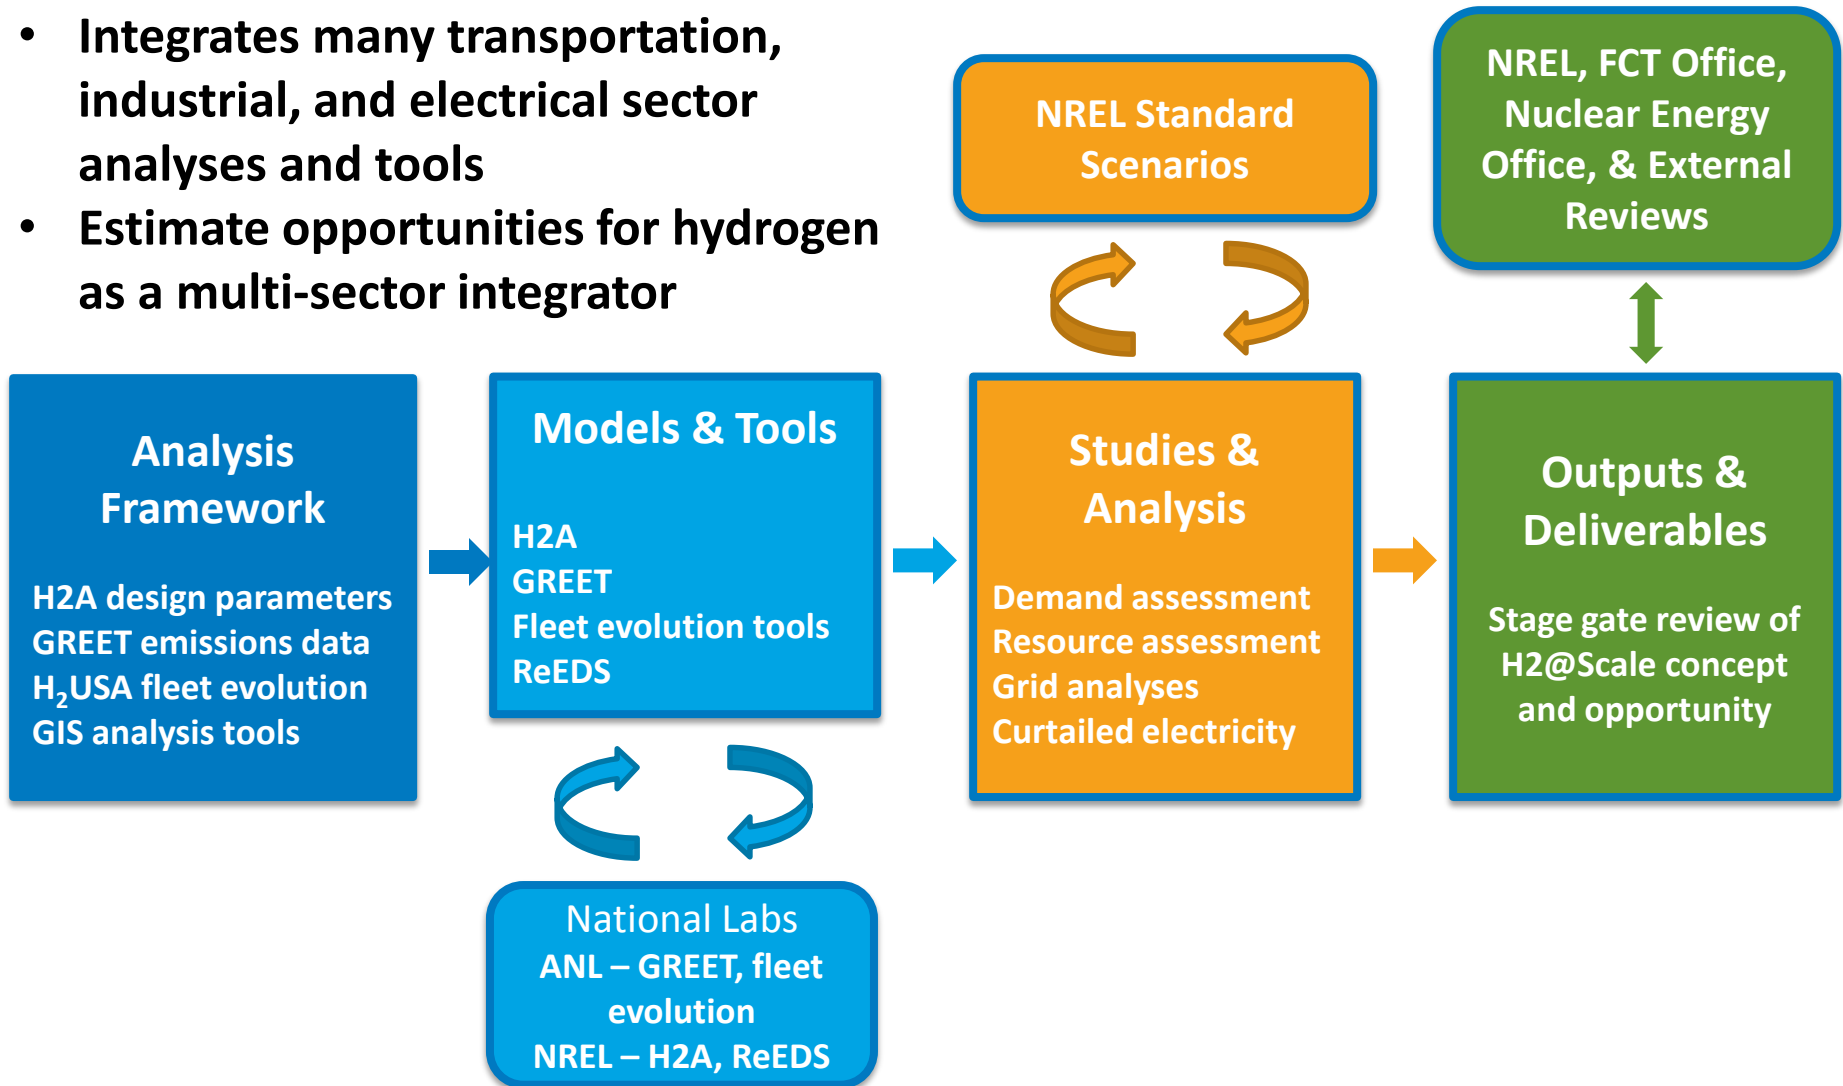 • Integrates many transportation,
industrial, and electrical sector
analyses and tools
• Estimate opportunities for hydrogen
as a multi-sector integrator
NREL Standard
Scenarios
NREL, FCT Office,
Nuclear Energy
Office, & External
Reviews
Analysis
Framework
H2A design parameters
GREET emissions data
H₂USA fleet evolution
GIS analysis tools
Models & Tools
H2A
GREET
Fleet evolution tools
ReEDS
Studies &
Analysis
Demand assessment
Resource assessment
Grid analyses
Curtailed electricity
Outputs &
Deliverables
Stage gate review of
H2@Scale concept
and opportunity
National Labs
ANL – GREET, fleet
evolution
NREL – H2A, ReEDS